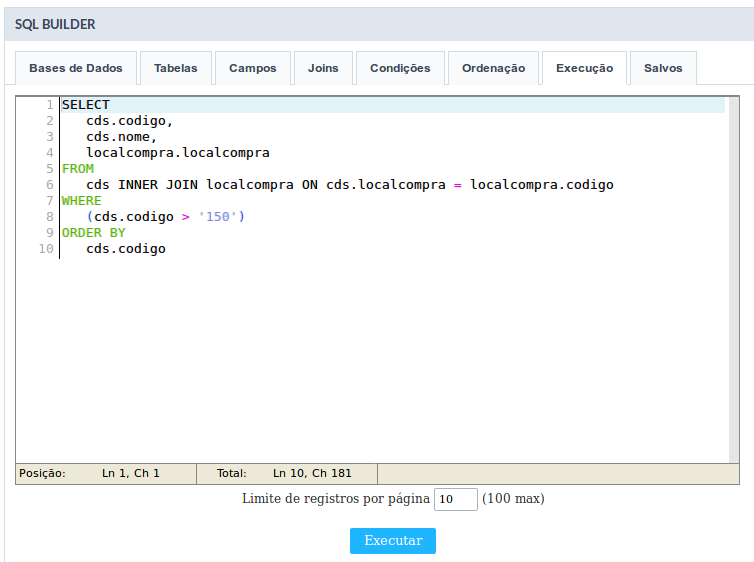 SQL BUILDER
Bases de Dados Tabelas Campos Joins Condições Ordenação Execução Salvos
1 SELECT
2 cds.codigo,
3 cds.nome,
4 localcompra.localcompra
5 FROM
6 cds INNER JOIN localcompra ON cds.localcompra = localcompra.codigo
7 WHERE
8 (cds.codigo > '150')
9 ORDER BY
10 cds.codigo
Posição: Ln 1, Ch 1 Total: Ln 10, Ch 181
Limite de registros por página 10 (100 max)
Executar